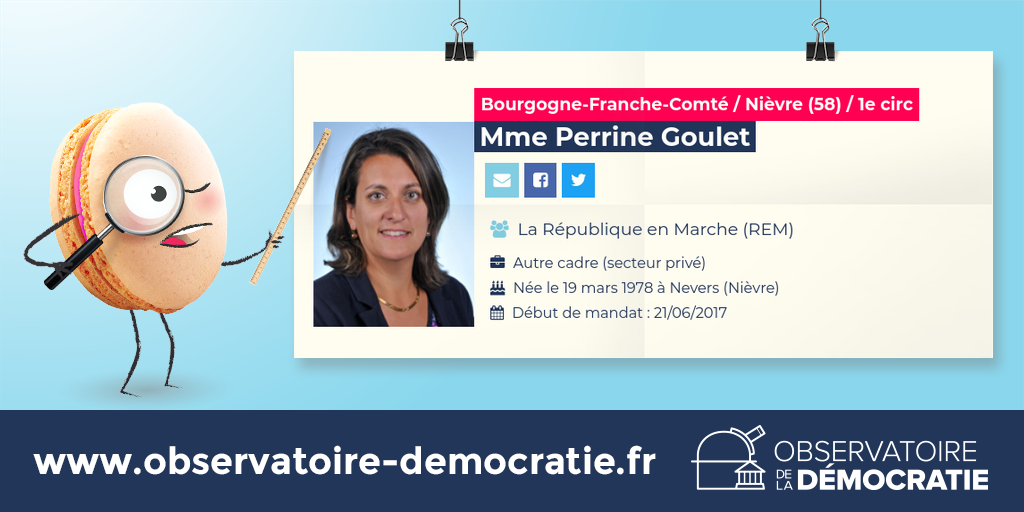 Bourgogne-Franche-Comté / Nièvre (58) / 1e circ
Mme Perrine Goulet
La République en Marche (REM)
Autre cadre (secteur privé)
Née le 19 mars 1978 à Nevers (Nièvre)
Début de mandat : 21/06/2017
www.observatoire-democratie.fr
OBSERVATOIRE
DE LA DÉMOCRATIE